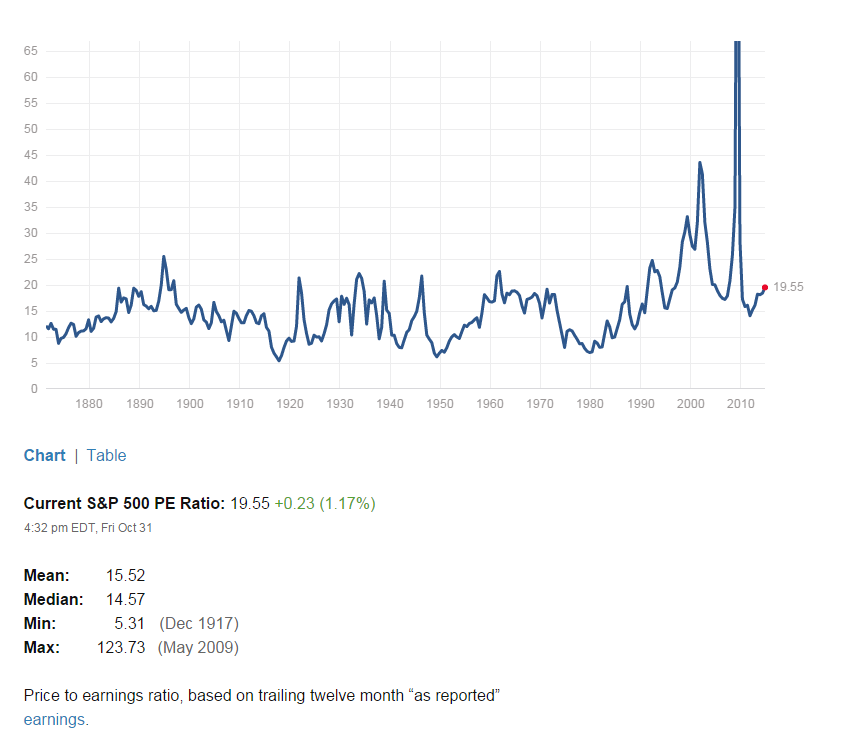 65
60
55
50
45
40
35
30
25
20
19.55
15
10
5
0
1880 1890 1900 1910 1920 1930 1940 1950 1960 1970 1980 1990 2000 2010
Chart | Table
Current S&P 500 PE Ratio: 19.55 +0.23 (1.17%)
4:32 pm EDT, Fri Oct 31
Mean: 15.52
Median: 14.57
Min: 5.31 (Dec 1917)
Max: 123.73 (May 2009)
Price to earnings ratio, based on trailing twelve month “as reported”
earnings.